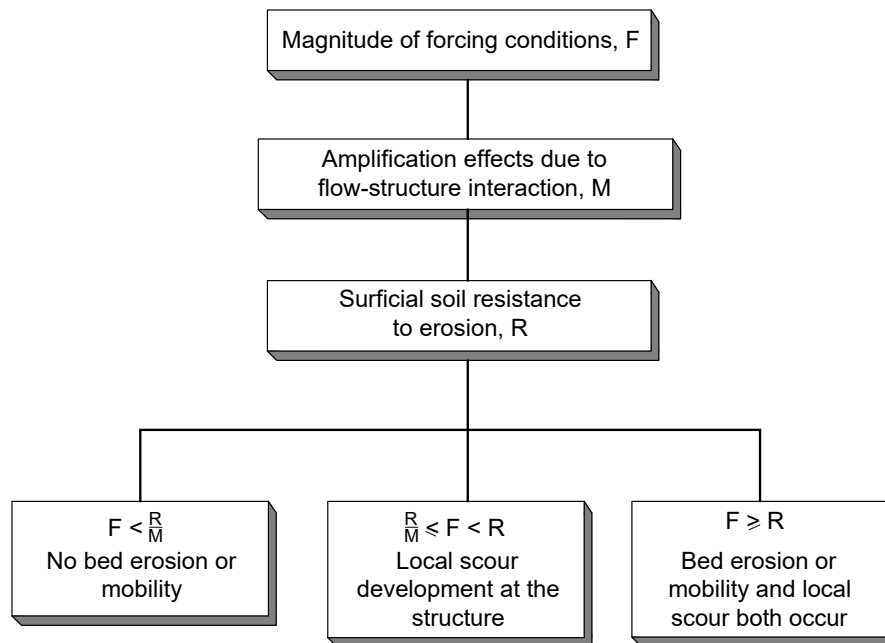 Magnitude of forcing conditions, F
Amplification effects due to
flow-structure interaction, M
Surficial soil resistance
to erosion, R
F < R/M
No bed erosion or
mobility
R/M ⩽ F < R
Local scour
development at the
structure
F ⩾ R
Bed erosion or
mobility and local
scour both occur